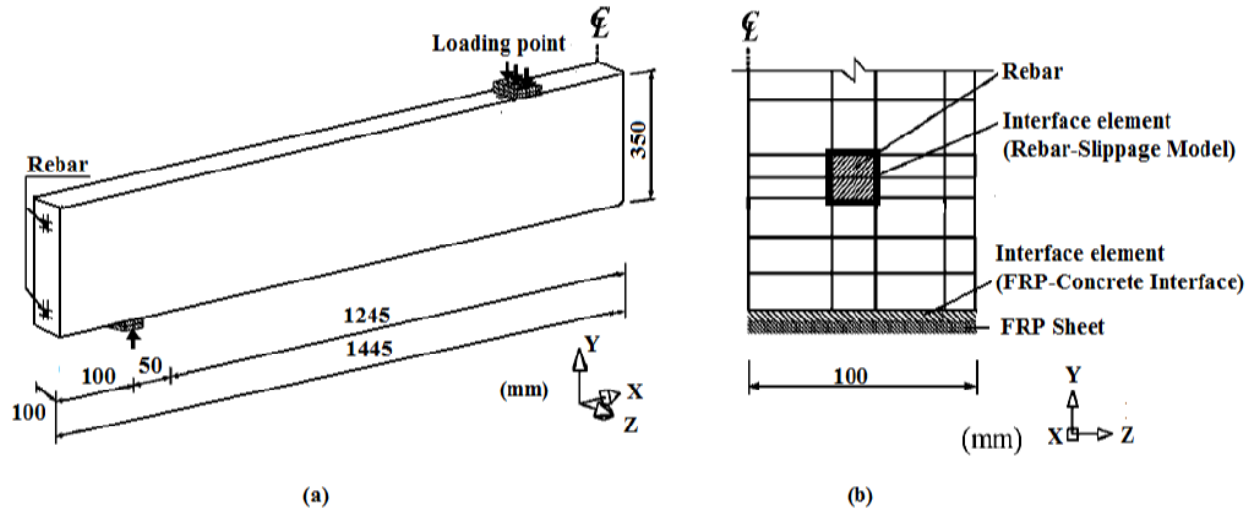 ℄
Loading point
Rebar
350
1245
1445
50
100
100
(mm)
Y
X
Z
(a)
℄
Rebar
Interface element
(Rebar-Slippage Model)
Interface element
(FRP-Concrete Interface)
FRP Sheet
100
(mm)
Y
X
Z
(b)